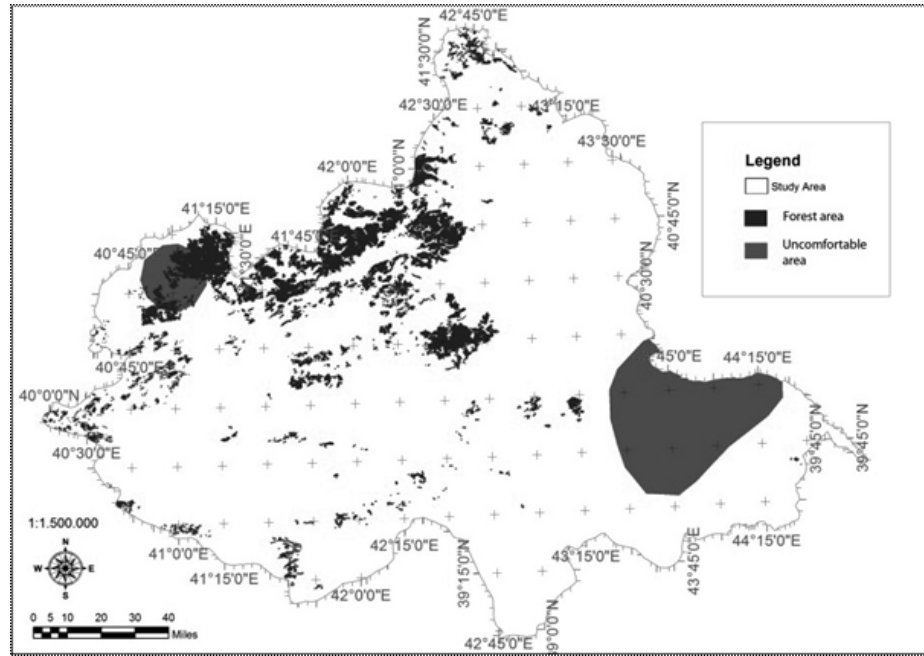 42°45'0"E
41°30'0"N
42°30'0"E
43°15'0"E
43°30'0"E
42°0'0"E
Legend
Study Area
Forest area
Uncomfortable
area
41°15'0"E
41°45'
40°45'0"E
40°45'0"N
40°30'0"N
45'0"E
44°15'0"E
40°45'0"E
40°0'0"N
40°30'0"E
39°45'0"N
39°45'0"N
1:1.500.000
N
W
E
S
41°0'0"E
41°15'0"E
42°0'0"E
42°15'0"E
39°15'0"N
43°15'0"E
43°45'0"E
44°15'0"E
42°45'0"E
0 5 10 20 30 40
Miles